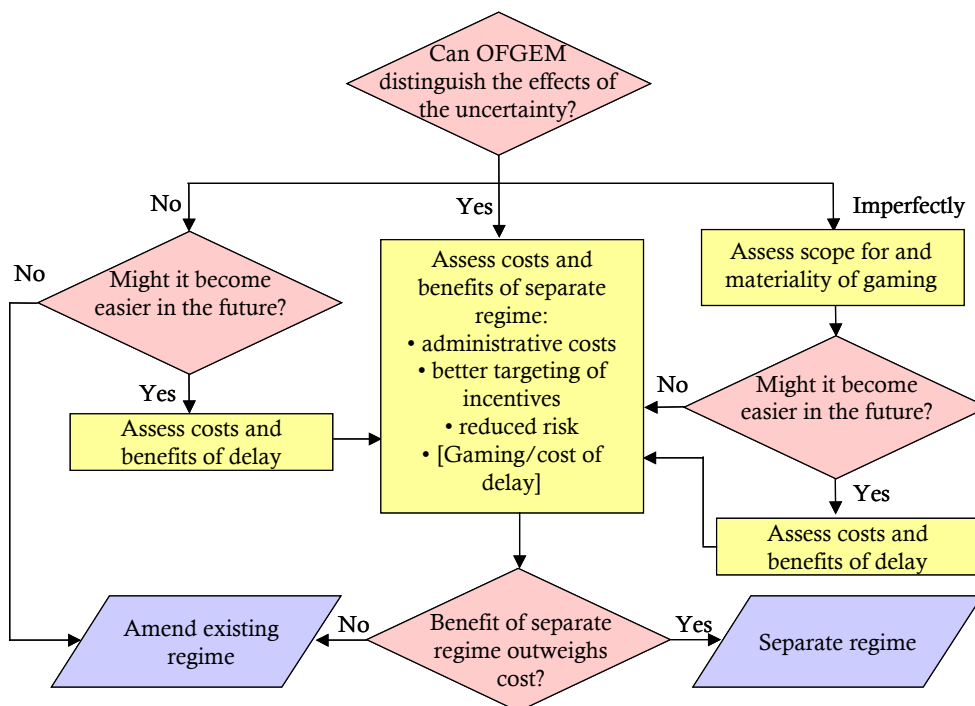 Can OFGEM
distinguish the effects of
the uncertainty?
No
Yes
Imperfectly
No
Might it become
easier in the future?
Assess costs and
benefits of separate
regime:
• administrative costs
• better targeting of
incentives
• reduced risk
• [Gaming/cost of
delay]
Assess scope for and
materiality of gaming
Yes
No
Might it become
easier in the future?
Assess costs and
benefits of delay
Yes
Assess costs and
benefits of delay
Amend existing
regime
No
Benefit of separate
regime outweighs
cost?
Yes
Separate regime